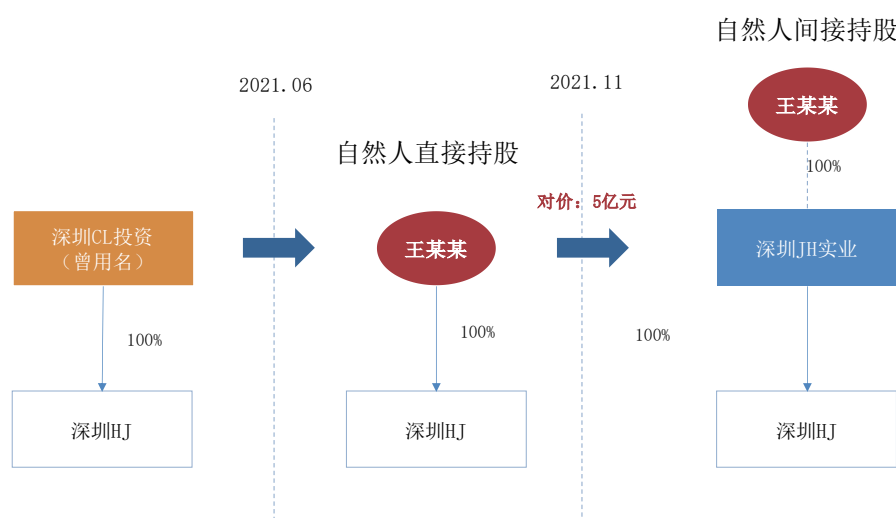 自然人间接持股
2021.06
2021.11
王某某
自然人直接持股
100%
对价：5亿元
深圳CL投资
（曾用名）
王某某
深圳JH实业
100%
100%
100%
深圳HJ
深圳HJ
深圳HJ